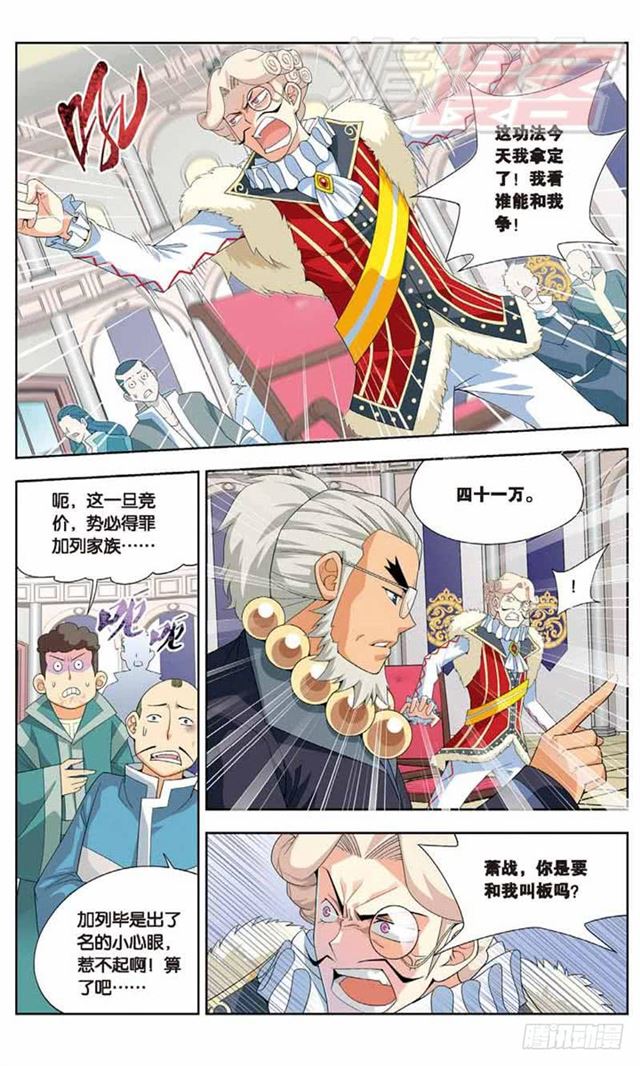 吼
这功法今
天我拿定
了！我看
谁能和我
争！
呃，这一旦竞
价，势必得罪
加列家族……
呃
呃
加列毕是出了
名的小心眼，
惹不起啊！算
了吧……
四十一万。
！
萧战，你是要
和我叫板吗？
腾讯动漫